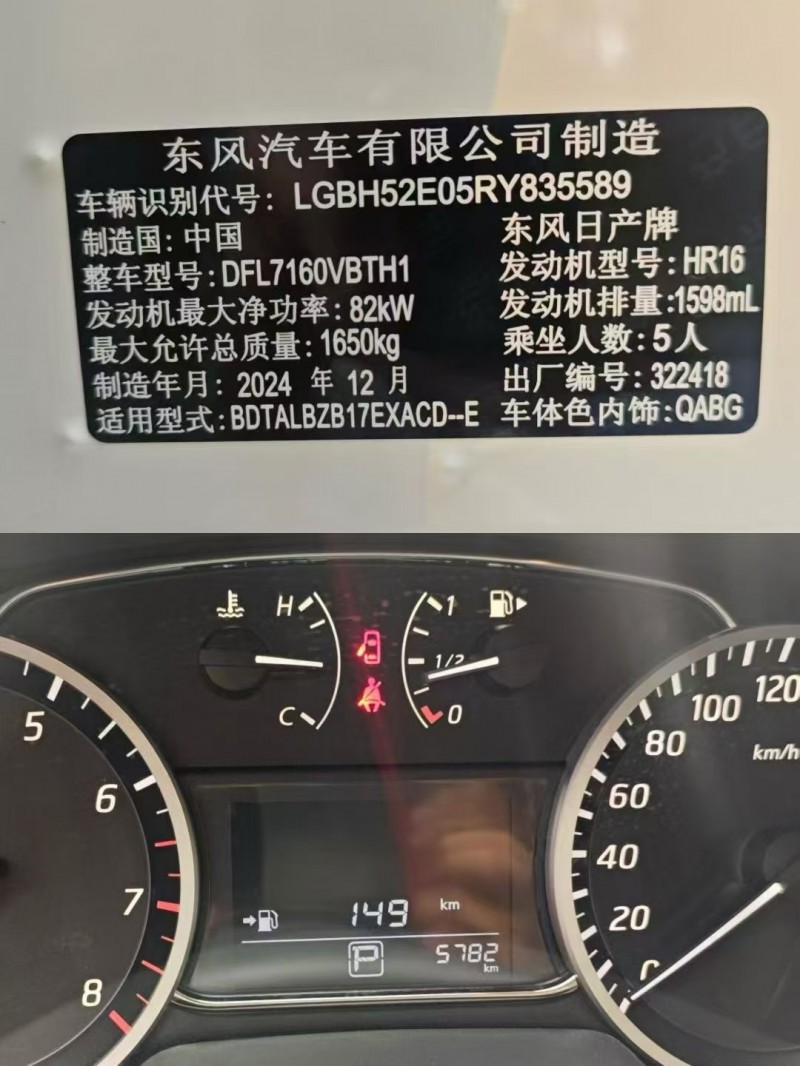 东风汽车有限公司制造
车辆识别代号: LGBH52E05RY835589
制造国: 中国 东风日产牌
整车型号: DFL7160VBTH1 发动机型号: HR16
发动机最大净功率: 82kW 发动机排量: 1598mL
最大允许总质量: 1650kg 乘坐人数: 5人
制造年月: 2024 年 12 月 出厂编号: 322418
适用型式: BDTALBZB17EXACD--E 车体色内饰: QABG
H 1
1/2
C 0
5 6 7 8
120
100
80 km/h
60
40
20
0
149 km
P 5782 km